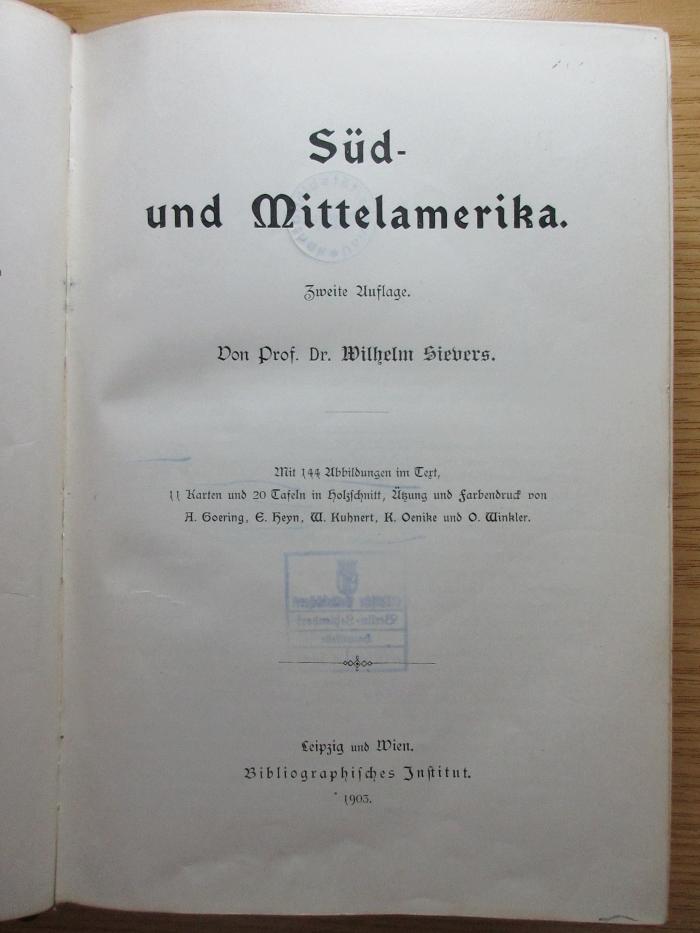 Süd-
und Mittelamerika.
Zweite Auflage.
Von Prof. Dr. Wilhelm Sievers.
Mit 144 Abbildungen im Text,
11 Karten und 20 Tafeln in Holzschnitt, Ätzung und Farbendruck von
A. Goering, E. Heyn, W. Kuhnert, K. Oenike und O. Winkler.
Leipzig und Wien.
Bibliographisches Institut.
1903.